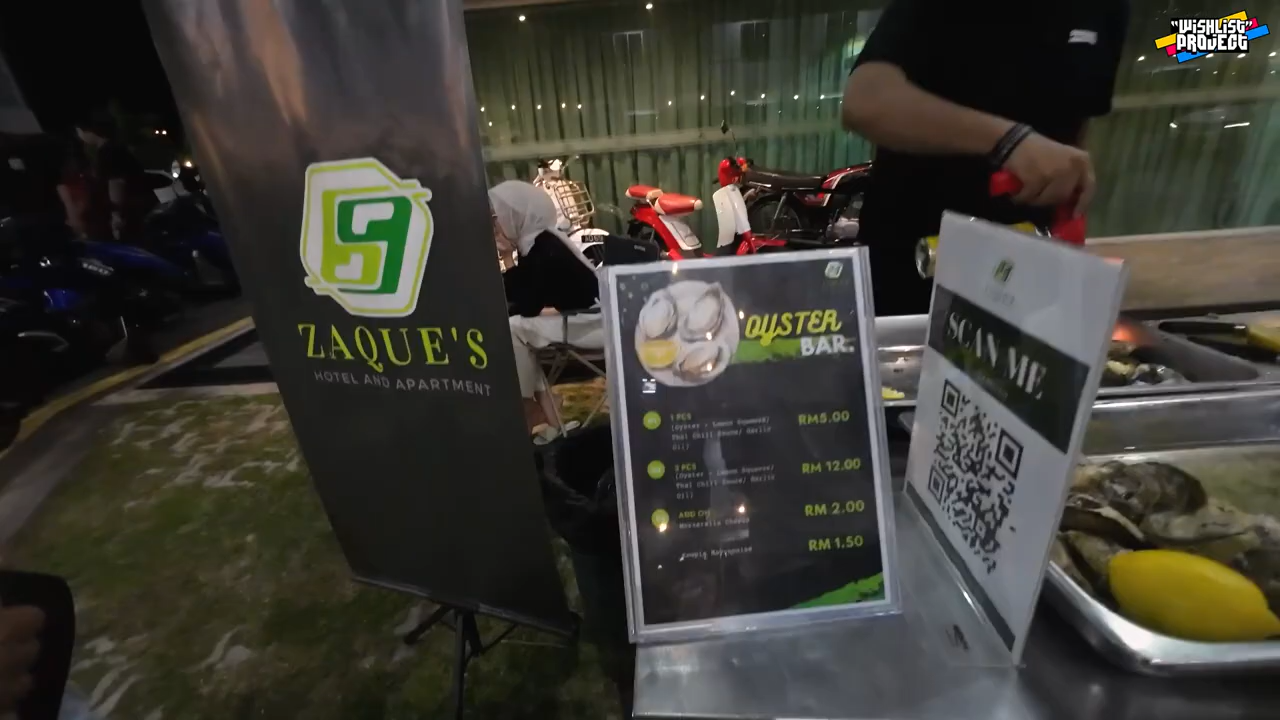 "WISHLIST"
PROJECT
ZAQUE'S
HOTEL AND APARTMENT
OYSTER
BAR.
1 PCS
RM5.00
(Oyster - Lemon Squeeze/
Thai Chili Sauce/ Garlic
Oil)
3 PCS
RM 12.00
(Oyster - Lemon Squeeze/
Thai Chili Sauce/ Garlic
Oil)
ADD ON
RM 2.00
Mozzarella Cheese
Mayonnaise
RM 1.50
SCAN ME